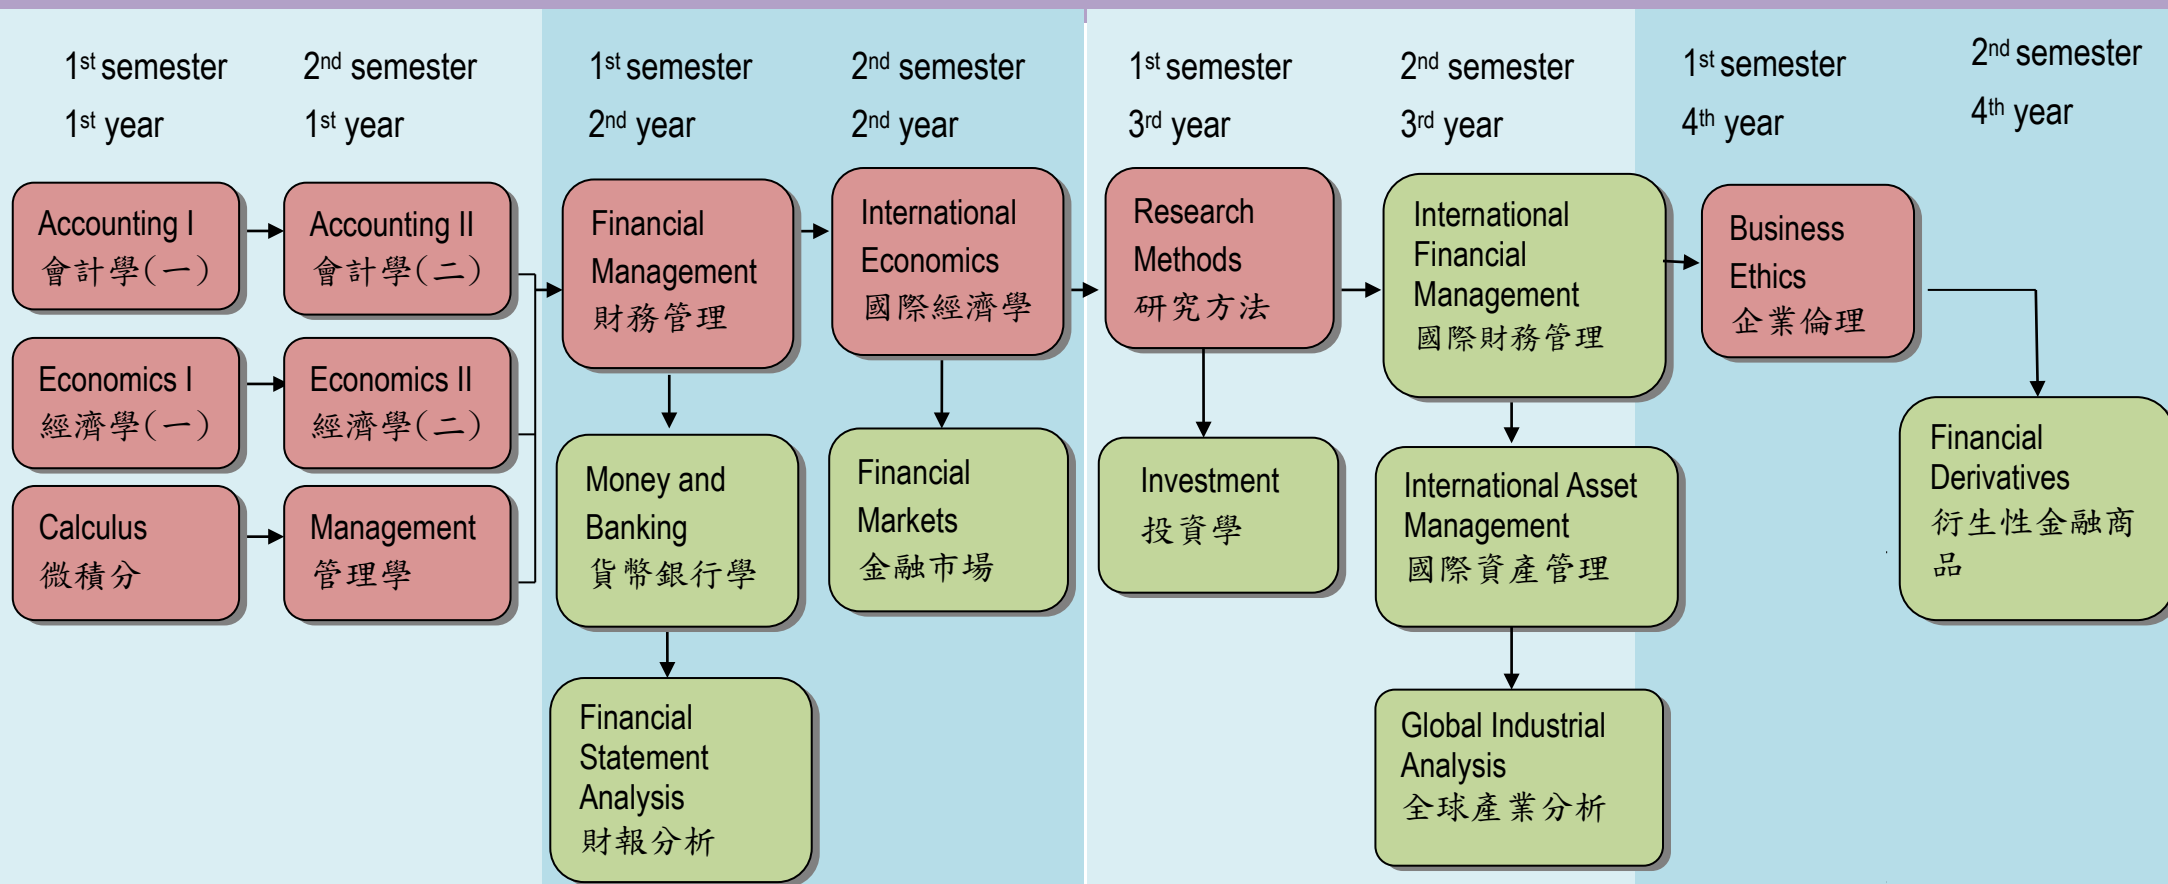 1st semester
1st year
2nd semester
1st year
1st semester
2nd year
2nd semester
2nd year
1st semester
3rd year
2nd semester
3rd year
1st semester
4th year
2nd semester
4th year
Accounting I
會計學(一)
Accounting II
會計學(二)
Financial
Management
財務管理
International
Economics
國際經濟學
Research
Methods
研究方法
International
Financial
Management
國際財務管理
Business
Ethics
企業倫理
Economics I
經濟學(一)
Economics II
經濟學(二)
Money and
Banking
貨幣銀行學
Financial
Markets
金融市場
Investment
投資學
International Asset
Management
國際資產管理
Financial
Derivatives
衍生性金融商
品
Calculus
微積分
Management
管理學
Financial
Statement
Analysis
財報分析
Global Industrial
Analysis
全球產業分析